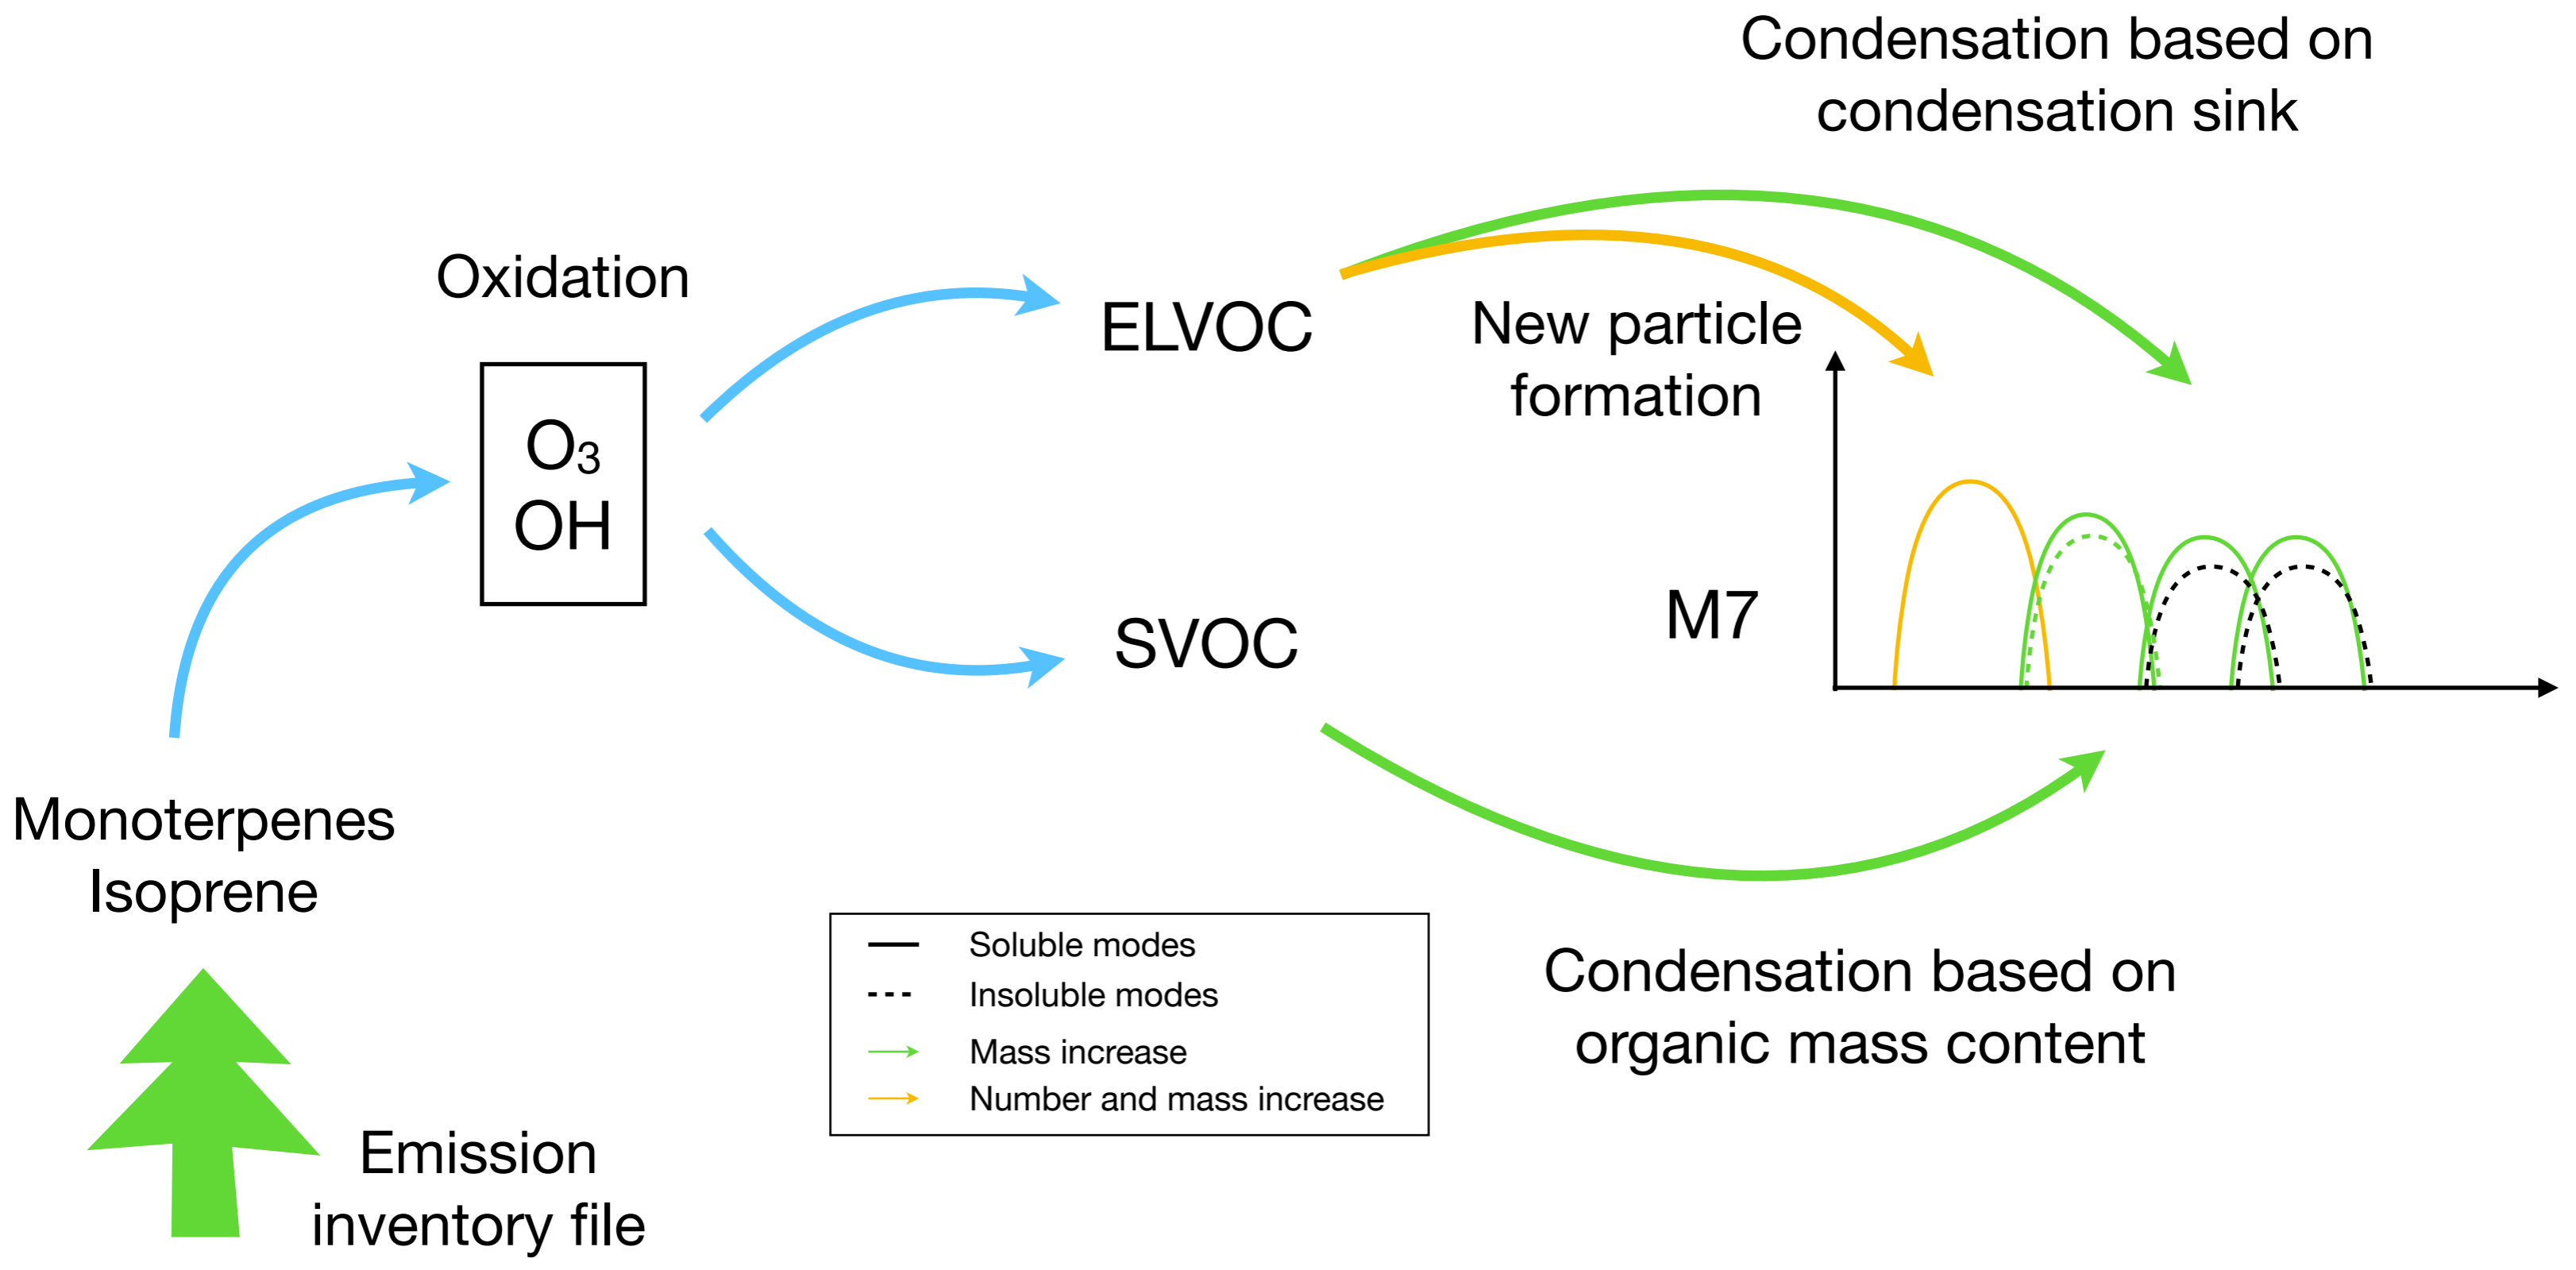 Condensation based on
condensation sink
Oxidation
O₃
OH
ELVOC
New particle
formation
SVOC
M7
Monoterpenes
Isoprene
Soluble modes
Insoluble modes
Mass increase
Number and mass increase
Condensation based on
organic mass content
Emission
inventory file